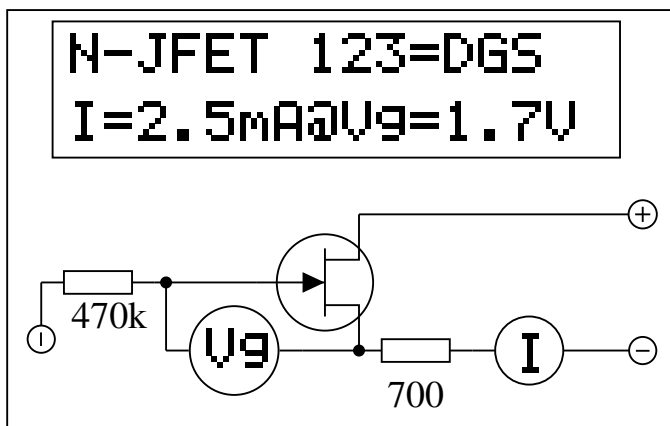 N-JFET 123=DGS
I=2.5mA@Vg=1.7V
+
470k
Vg
I
−
−
700